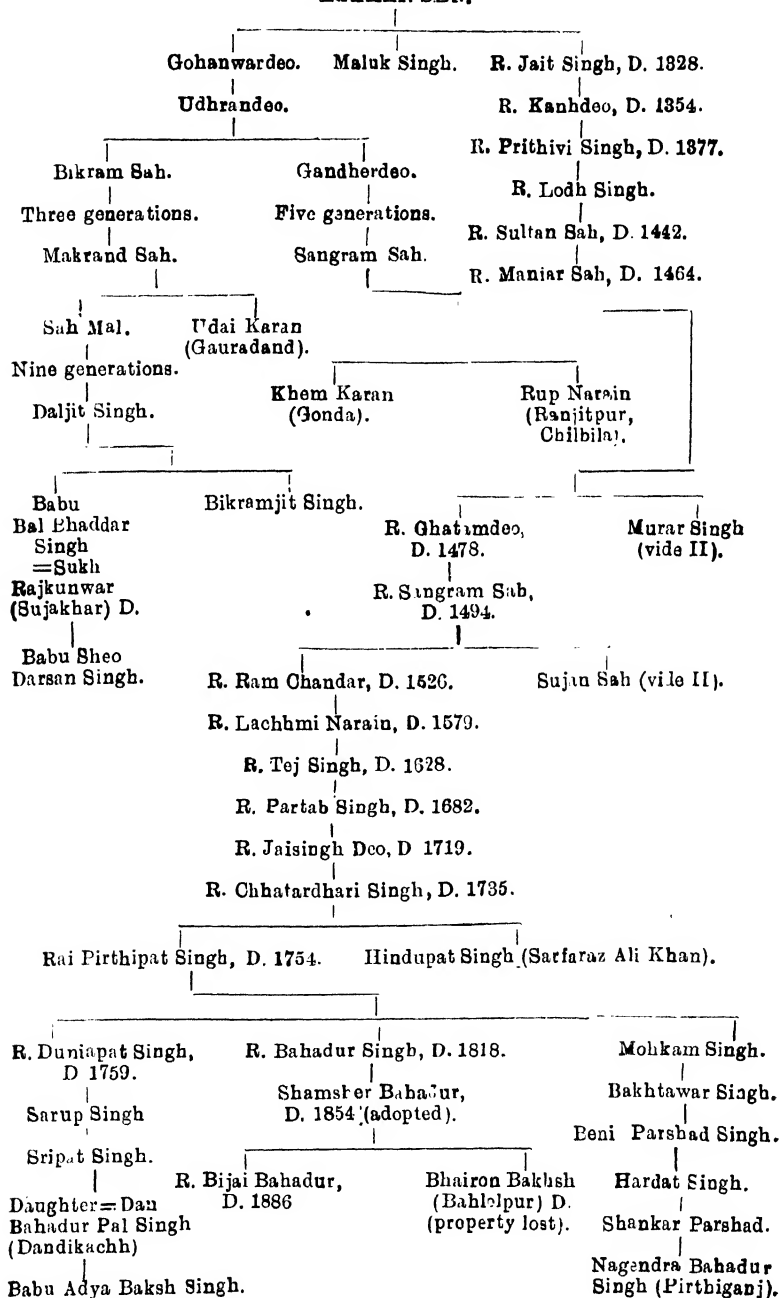 Gohanwardeo. Maluk Singh. R. Jait Singh, D. 1328.
Udhrandeo. R. Kanhdeo, D. 1354.
R. Prithivi Singh, D. 1377.
Bikram Sah. Gandherdeo.
R. Lodh Singh.
Three generations. Five generations.
R. Sultan Sah, D. 1442.
Makrand Sah. Sangram Sah.
R. Maniar Sah, D. 1464.
Sah Mal. Udai Karan
(Gauradand).
Nine generations.
Khem Karan Rup Narain
Daljit Singh. (Gonda). (Ranjitpur,
Chilbila).
Babu Bikramjit Singh.
Bal Bhaddar R. Ghatamdeo, Murar Singh
Singh D. 1478. (vide II).
=Sukh
Rajkunwar R. Sangram Sah,
(Sujakhar) D. D. 1494.
Babu Sheo
Darsan Singh. R. Ram Chandar, D. 1526. Sujan Sah (vide II).
R. Lachhmi Narain, D. 1579.
R. Tej Singh, D. 1628.
R. Partab Singh, D. 1682.
R. Jaisingh Deo, D 1719.
R. Chhatardhari Singh, D. 1735.
Rai Pirthipat Singh, D. 1754. Hindupat Singh (Sarfaraz Ali Khan).
R. Duniapat Singh, R. Bahadur Singh, D. 1818. Mohkam Singh.
D 1759.
Shamsher Bahadur, Bakhtawar Singh.
Sarup Singh D. 1854 (adopted).
Beni Parshad Singh.
Sripat Singh.
R. Bijai Bahadur, Bhairon Bakhsh Hardat Singh.
D. 1886 (Bahlolpur) D.
Daughter=Dan (property lost). Shankar Parshad.
Bahadur Pal Singh
(Dandikachh)
Nagendra Bahadur
Babu Adya Baksh Singh. Singh (Pirthiganj).